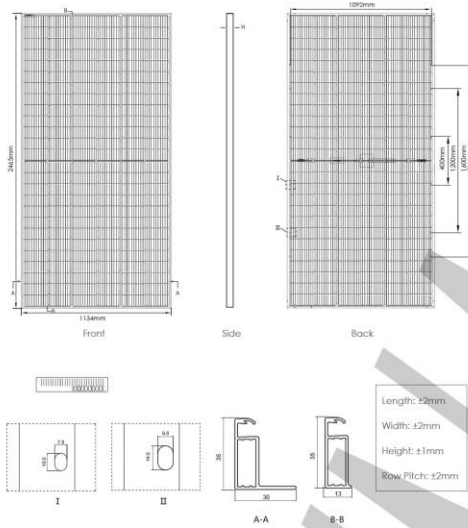 B
1092mm
H
2465mm
400mm
1200mm
1600mm
I
II
A
A
B
1134mm
Front
Side
Back
7.0
10.0
9.0
14.0
35
30
35
13
I
II
A-A
B-B
Length: ±2mm
Width: ±2mm
Height: ±1mm
Row Pitch: ±2mm